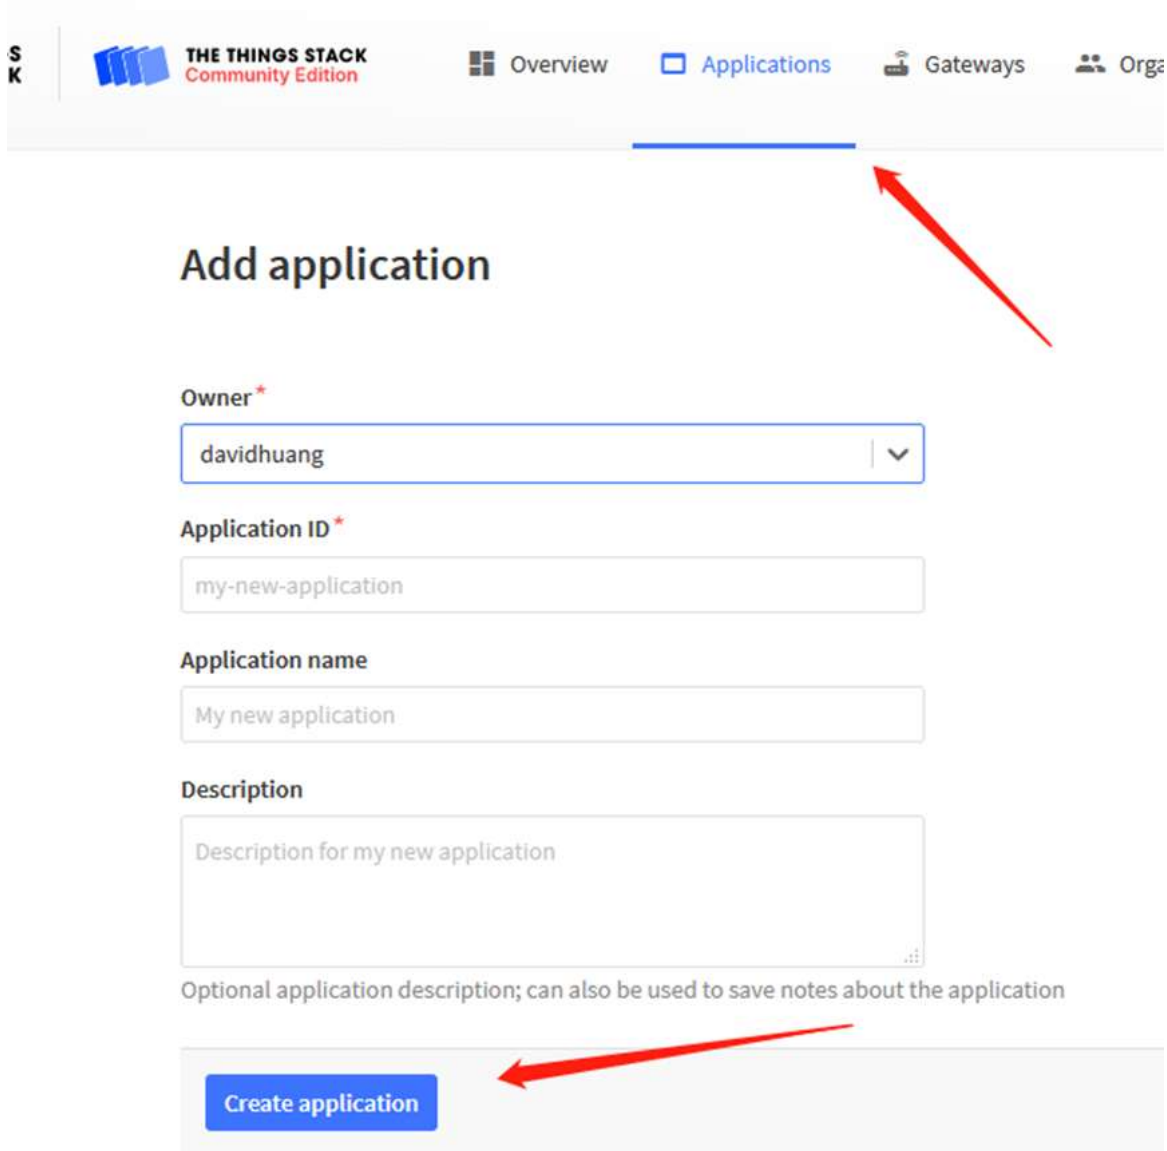 THE THINGS STACK
Community Edition
Overview
Applications
Gateways
Add application
Owner*
davidhuang
Application ID*
my-new-application
Application name
My new application
Description
Description for my new application
Optional application description; can also be used to save notes about the application
Create application